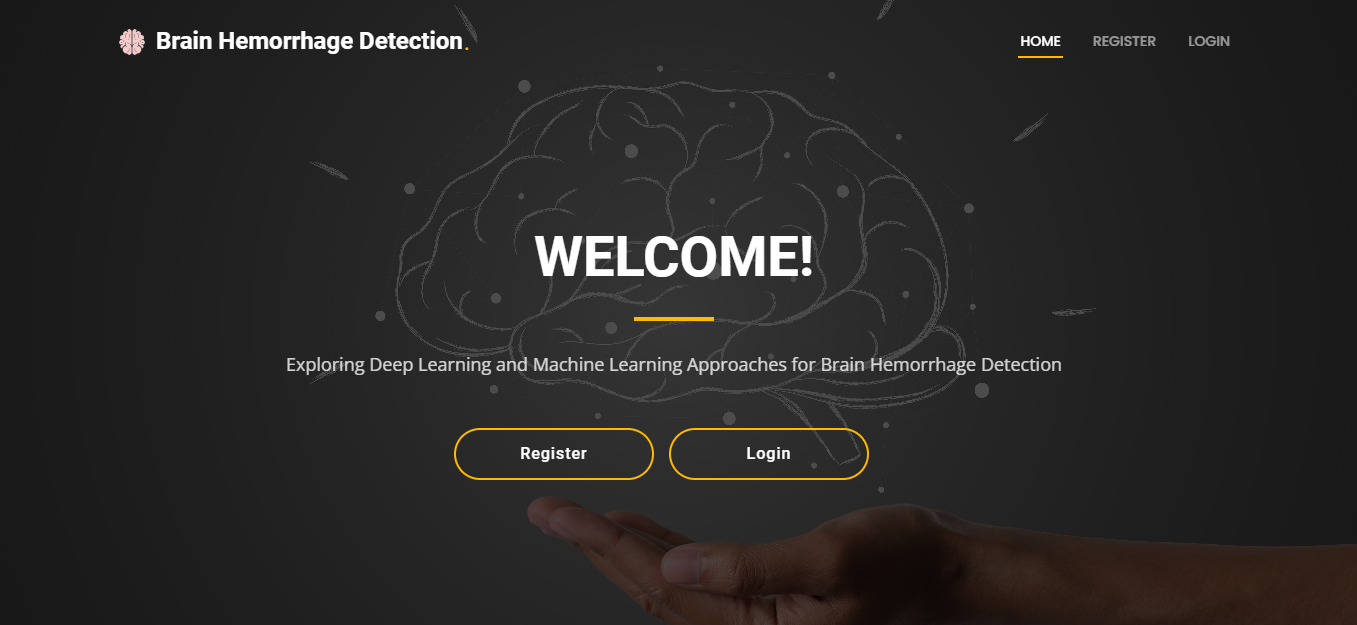 Brain Hemorrhage Detection.
HOME REGISTER LOGIN
WELCOME!
Exploring Deep Learning and Machine Learning Approaches for Brain Hemorrhage Detection
Register Login